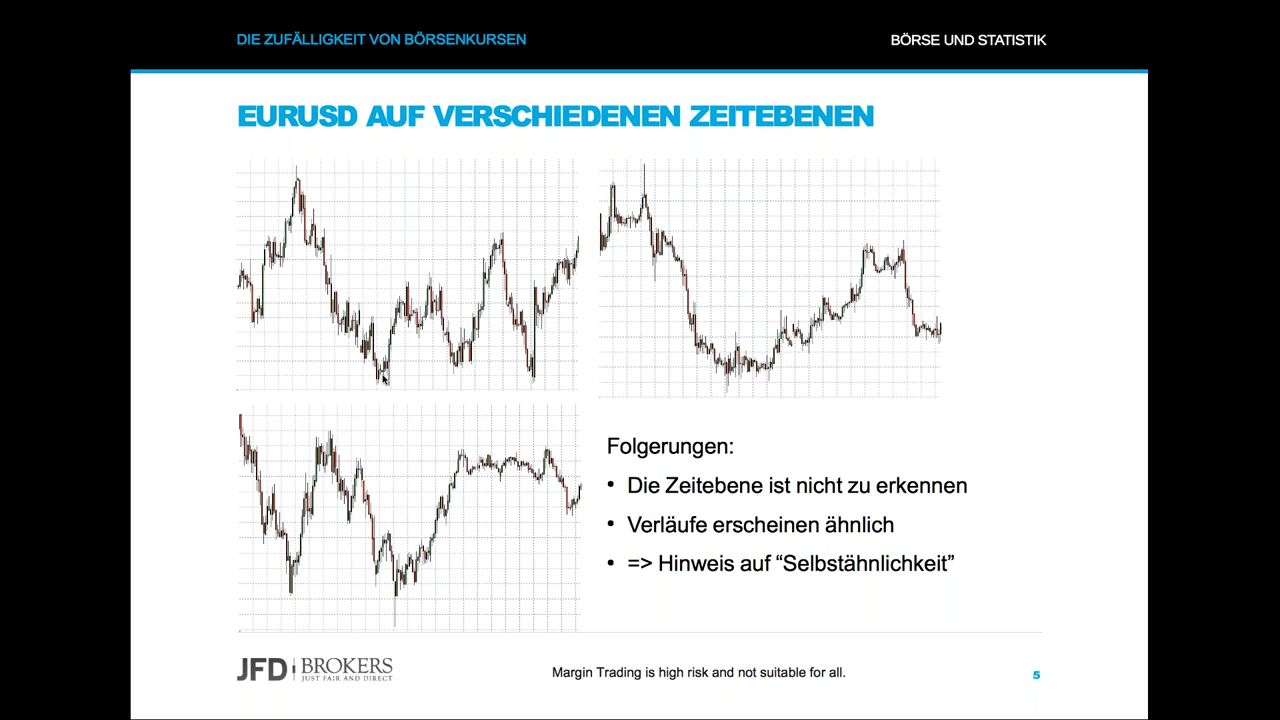 DIE ZUFÄLLIGKEIT VON BÖRSENKURSEN
BÖRSE UND STATISTIK
EURUSD AUF VERSCHIEDENEN ZEITEBENEN
Folgerungen:
• Die Zeitebene ist nicht zu erkennen
• Verläufe erscheinen ähnlich
• => Hinweis auf “Selbstähnlichkeit”
JFD BROKERS
JUST FAIR AND DIRECT
Margin Trading is high risk and not suitable for all.
5